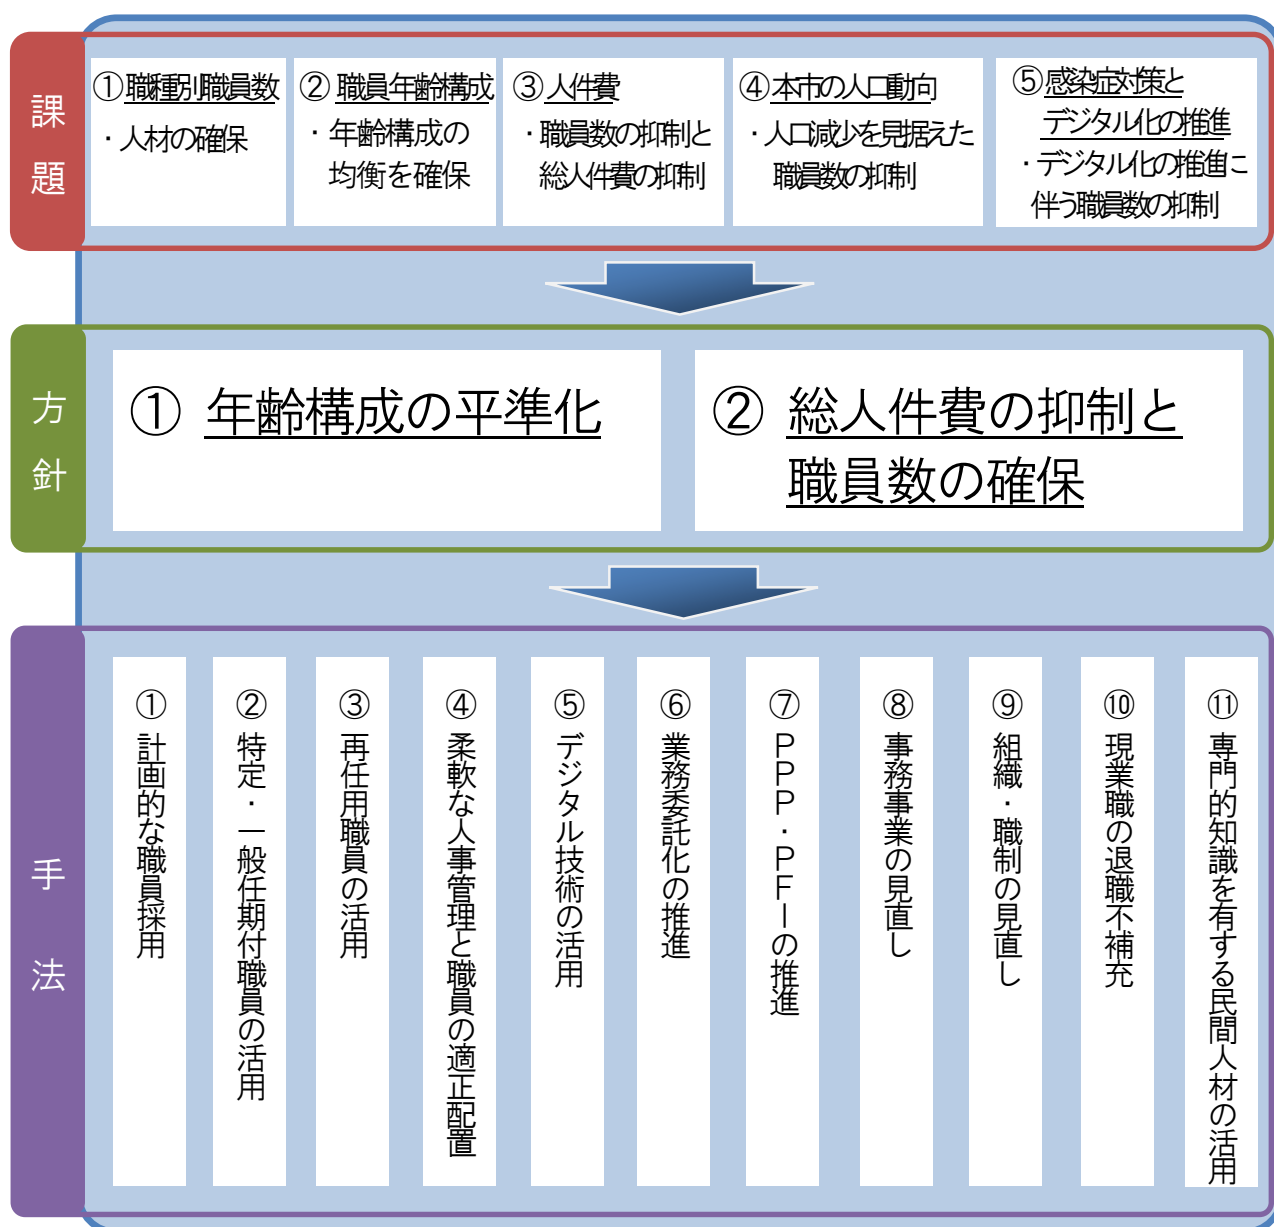 課題
①職種別職員数
・人材の確保
② 職員年齢構成
・年齢構成の
均衡を確保
③ 人件費
・職員数の抑制と
総人件費の抑制
④ 本市の人口動向
・人口減少を見据えた
職員数の抑制
⑤感染症対策と
デジタル化の推進
・デジタル化の推進に
伴う職員数の抑制
方針
① 年齢構成の平準化
② 総人件費の抑制と
職員数の確保
手法
①計画的な職員採用
②特定・一般任期付職員の活用
③再任用職員の活用
④柔軟な人事管理と職員の適正配置
⑤デジタル技術の活用
⑥業務委託化の推進
⑦ＰＰＰ・ＰＦＩの推進
⑧事務事業の見直し
⑨組織・職制の見直し
⑩現業職の退職不補充
⑪専門的知識を有する民間人材の活用